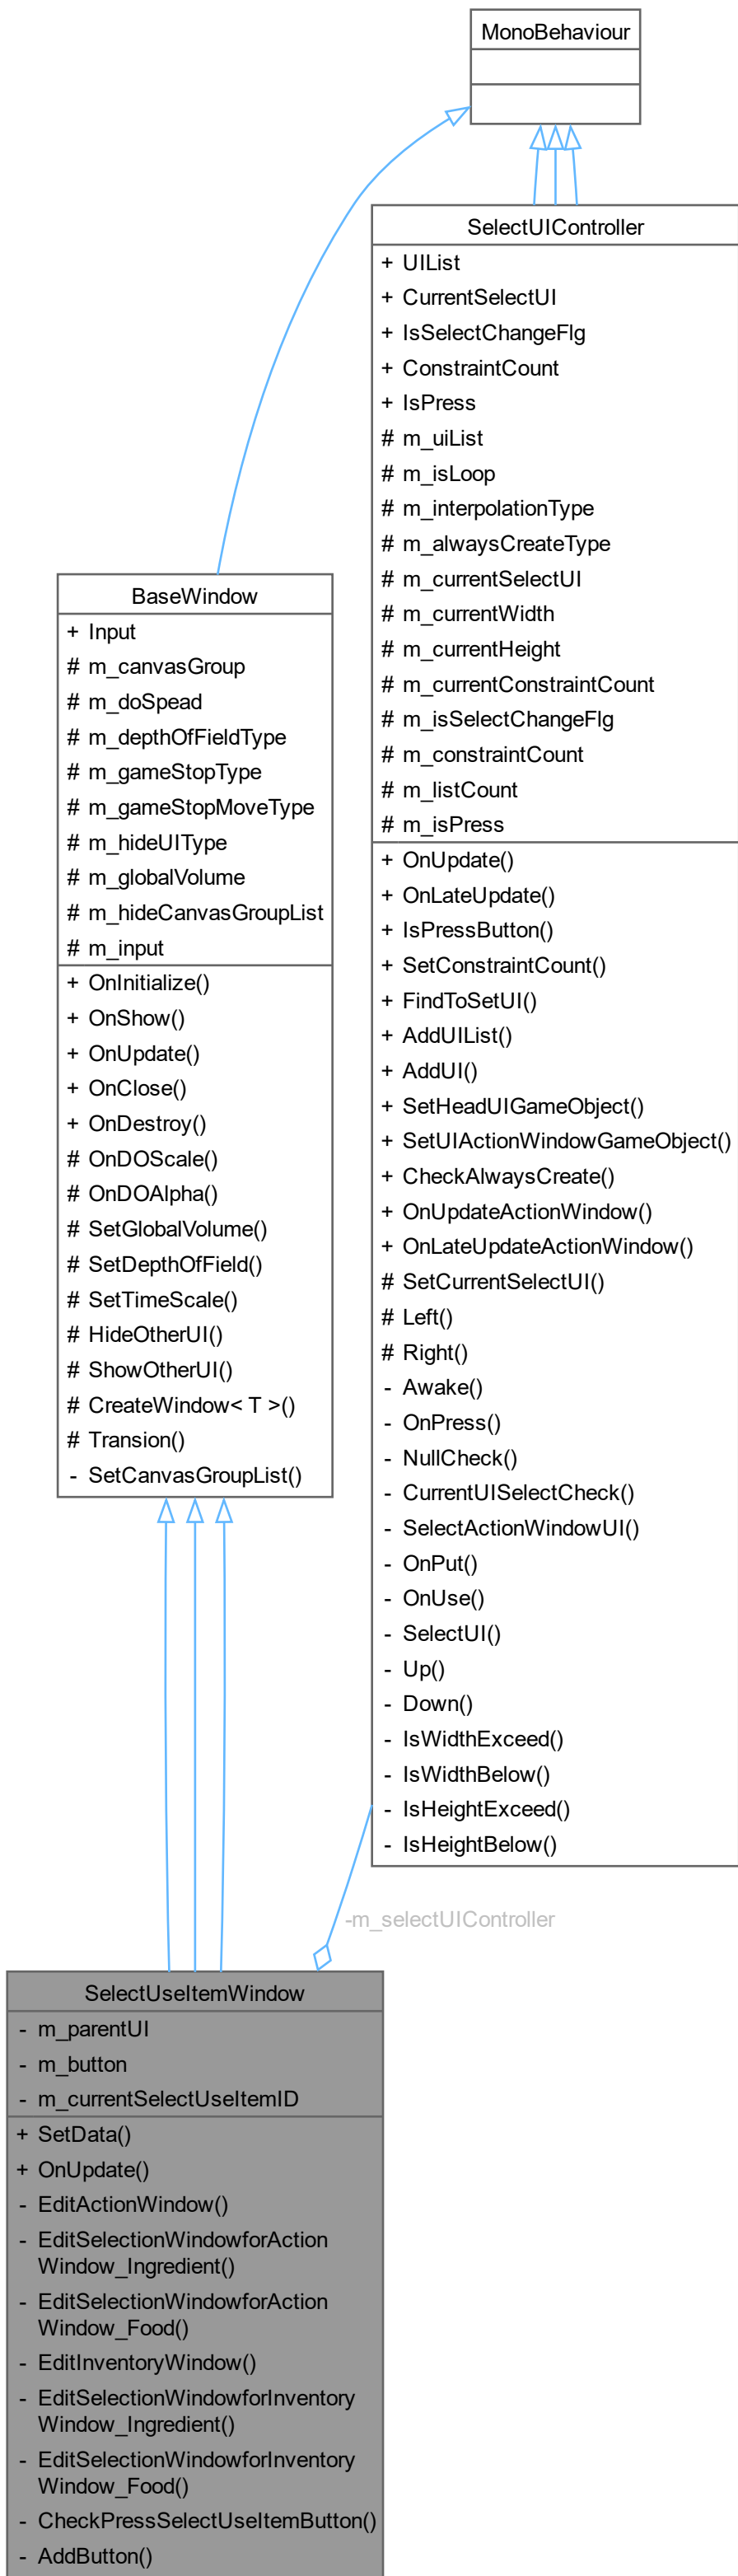 MonoBehaviour
SelectUIController
+ UIList
+ CurrentSelectUI
+ IsSelectChangeFlg
+ ConstraintCount
+ IsPress
# m_uiList
# m_isLoop
# m_interpolationType
# m_alwaysCreateType
# m_currentSelectUI
# m_currentWidth
# m_currentHeight
# m_currentConstraintCount
# m_isSelectChangeFlg
# m_constraintCount
# m_listCount
# m_isPress
+ OnUpdate()
+ OnLateUpdate()
+ IsPressButton()
+ SetConstraintCount()
+ FindToSetUI()
+ AddUIList()
+ AddUI()
+ SetHeadUIGameObject()
+ SetUIActionWindowGameObject()
+ CheckAlwaysCreate()
+ OnUpdateActionWindow()
+ OnLateUpdateActionWindow()
# SetCurrentSelectUI()
# Left()
# Right()
- Awake()
- OnPress()
- NullCheck()
- CurrentUISelectCheck()
- SelectActionWindowUI()
- OnPut()
- OnUse()
- SelectUI()
- Up()
- Down()
- IsWidthExceed()
- IsWidthBelow()
- IsHeightExceed()
- IsHeightBelow()
BaseWindow
+ Input
# m_canvasGroup
# m_doSpead
# m_depthOfFieldType
# m_gameStopType
# m_gameStopMoveType
# m_hideUIType
# m_globalVolume
# m_hideCanvasGroupList
# m_input
+ OnInitialize()
+ OnShow()
+ OnUpdate()
+ OnClose()
+ OnDestroy()
# OnDOScale()
# OnDOAlpha()
# SetGlobalVolume()
# SetDepthOfField()
# SetTimeScale()
# HideOtherUI()
# ShowOtherUI()
# CreateWindow< T >()
# Transion()
- SetCanvasGroupList()
-m_selectUIController
SelectUseItemWindow
- m_parentUI
- m_button
- m_currentSelectUseItemID
+ SetData()
+ OnUpdate()
- EditActionWindow()
- EditSelectionWindowforAction
Window_Ingredient()
- EditSelectionWindowforAction
Window_Food()
- EditInventoryWindow()
- EditSelectionWindowforInventory
Window_Ingredient()
- EditSelectionWindowforInventory
Window_Food()
- CheckPressSelectUseItemButton()
- AddButton()